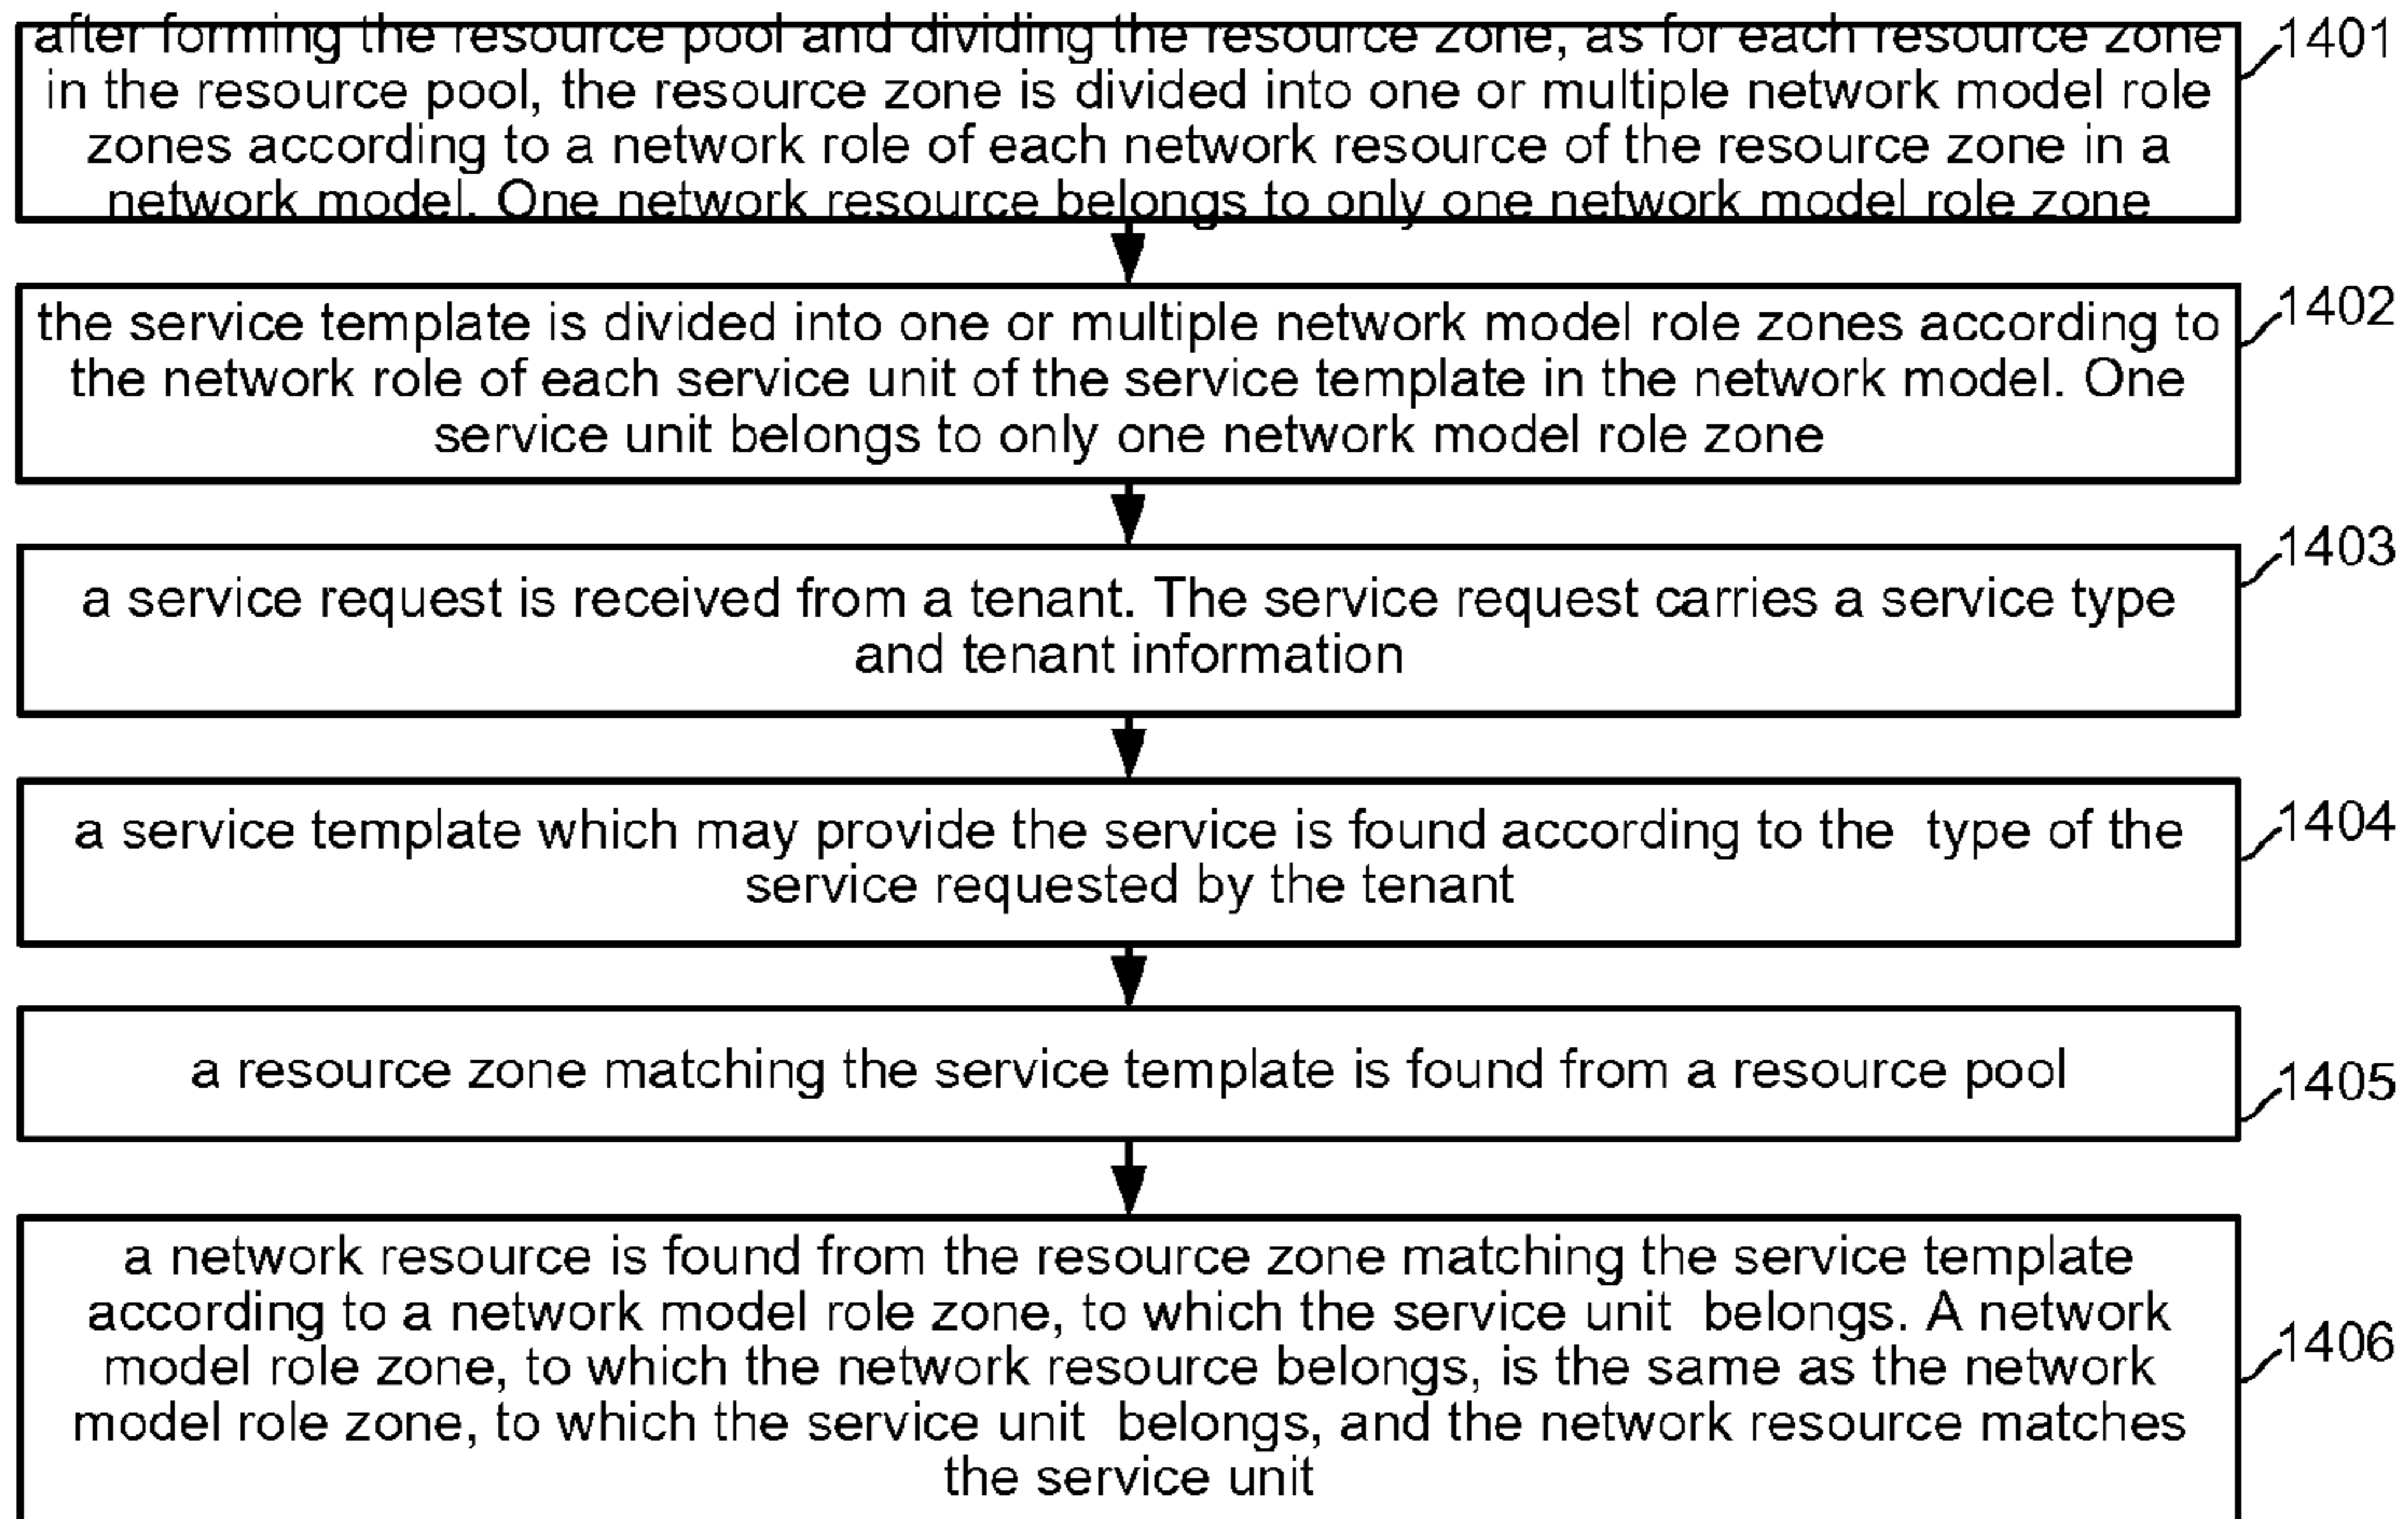 after forming the resource pool and dividing the resource zone, as for each resource zone
1401
in the resource pool, the resource zone is divided into one or multiple network model role
zones according to a network role of each network resource of the resource zone in a
network model. One network resource belongs to only one network model role zone
1402
the service template is divided into one or multiple network model role zones according to
the network role of each service unit of the service template in the network model. One
service unit belongs to only one network model role zone
1403
a service request is received from a tenant. The service request carries a service type
and tenant information
1404
a service template which may provide the service is found according to the  type of the
service requested by the tenant
a resource zone matching the service template is found from a resource pool
1405
a network resource is found from the resource zone matching the service template
according to a network model role zone, to which the service unit  belongs. A network
1406
model role zone, to which the network resource belongs, is the same as the network
model role zone, to which the service unit  belongs, and the network resource matches
the service unit